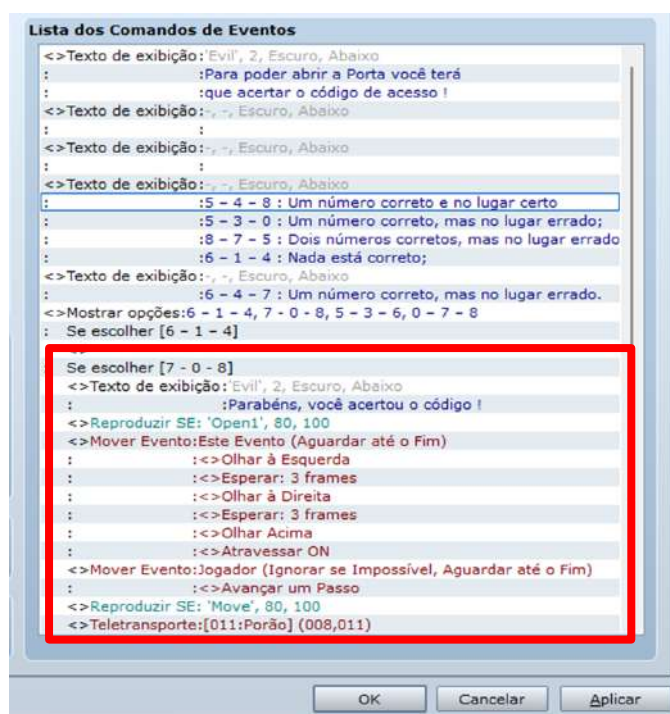 Lista dos Comandos de Eventos
<>Texto de exibição:'Evil', 2, Escuro, Abaixo
: :Para poder abrir a Porta você terá
: :que acertar o código de acesso !
<>Texto de exibição:-, -, Escuro, Abaixo
: :
<>Texto de exibição:-, -, Escuro, Abaixo
: :
<>Texto de exibição:-, -, Escuro, Abaixo
: :5 – 4 – 8 : Um número correto e no lugar certo
: :5 – 3 – 0 : Um número correto, mas no lugar errado;
: :8 – 7 – 5 : Dois números corretos, mas no lugar errado
: :6 – 1 – 4 : Nada está correto;
<>Texto de exibição:-, -, Escuro, Abaixo
: :6 – 4 – 7 : Um número correto, mas no lugar errado.
<>Mostrar opções:6 – 1 – 4, 7 - 0 - 8, 5 – 3 – 6, 0 – 7 – 8
: Se escolher [6 – 1 – 4]
<>
: Se escolher [7 - 0 - 8]
<>Texto de exibição:'Evil', 2, Escuro, Abaixo
: :Parabéns, você acertou o código !
<>Reproduzir SE: 'Open1', 80, 100
<>Mover Evento:Este Evento (Aguardar até o Fim)
: :<>Olhar à Esquerda
: :<>Esperar: 3 frames
: :<>Olhar à Direita
: :<>Esperar: 3 frames
: :<>Olhar Acima
: :<>Atravessar ON
<>Mover Evento:Jogador (Ignorar se Impossível, Aguardar até o Fim)
: :<>Avançar um Passo
<>Reproduzir SE: 'Move', 80, 100
<>Teletransporte:[011:Porão] (008,011)
OK Cancelar Aplicar